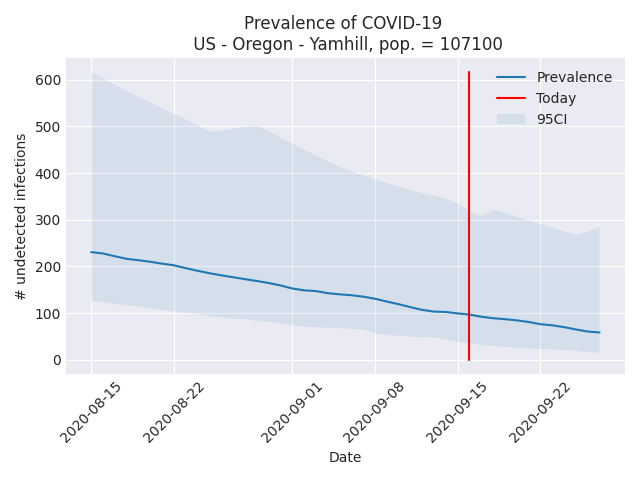 Prevalence of COVID-19
US - Oregon - Yamhill, pop. = 107100
Prevalence
Today
95CI
600
500
400
300
200
100
0
# undetected infections
2020-08-15
2020-08-22
2020-09-01
2020-09-08
2020-09-15
2020-09-22
Date